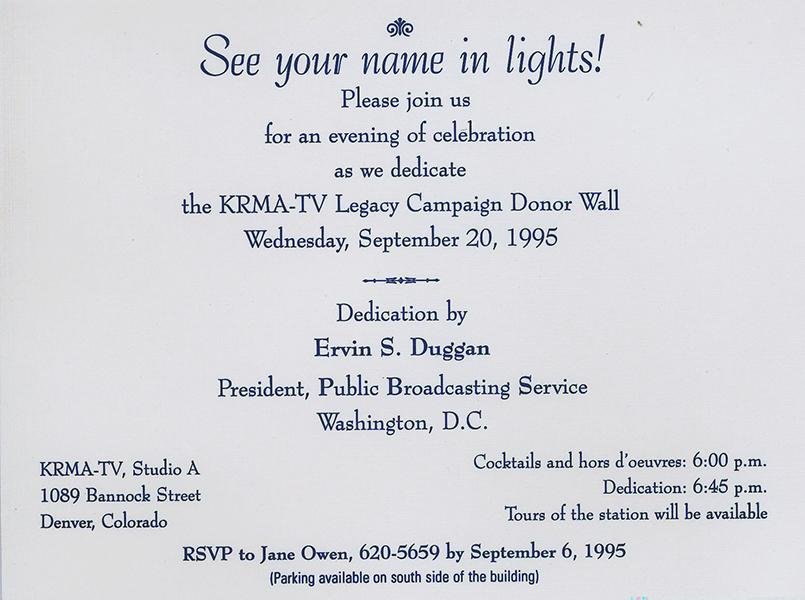 See your name in lights!
Please join us
for an evening of celebration
as we dedicate
the KRMA-TV Legacy Campaign Donor Wall
Wednesday, September 20, 1995
Dedication by
Ervin S. Duggan
President, Public Broadcasting Service
Washington, D.C.
KRMA-TV, Studio A
1089 Bannock Street
Denver, Colorado
Cocktails and hors d'oeuvres: 6:00 p.m.
Dedication: 6:45 p.m.
Tours of the station will be available
RSVP to Jane Owen, 620-5659 by September 6, 1995
(Parking available on south side of the building)